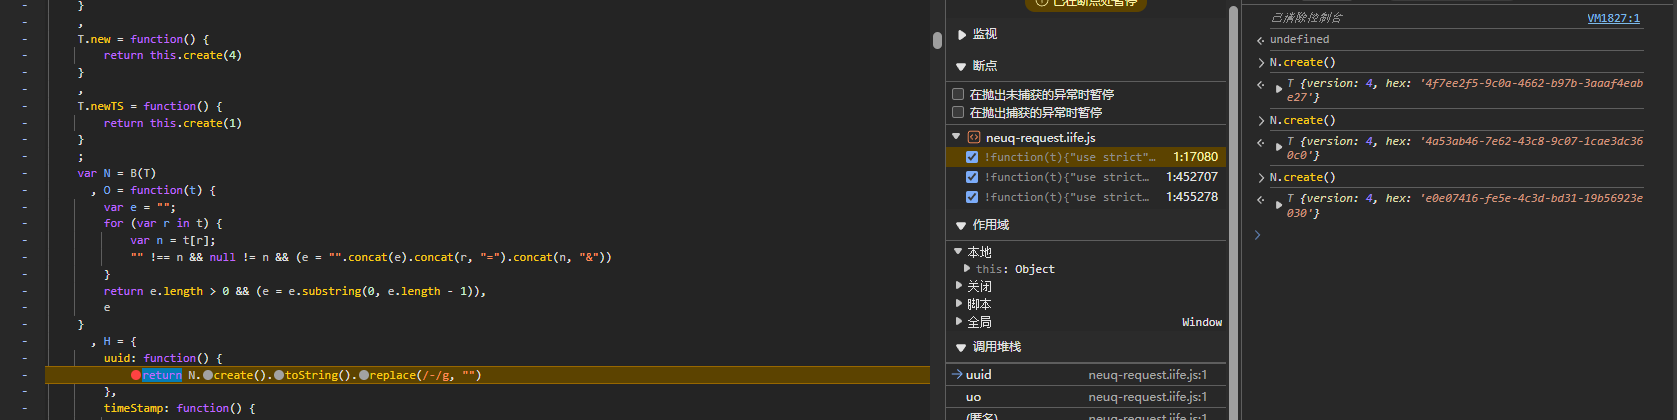 }
,
T.new = function() {
return this.create(4)
}
,
T.newTS = function() {
return this.create(1)
}
;
var N = B(T)
, O = function(t) {
var e = "";
for (var r in t) {
var n = t[r];
"" !== n && null != n && (e = "".concat(e).concat(r, "=").concat(n, "&"))
}
return e.length > 0 && (e = e.substring(0, e.length - 1)),
e
}
, H = {
uuid: function() {
return N.create().toString().replace(/-/g, "")
},
timeStamp: function() {
已在断点处暂停
监视
断点
在抛出未捕获的异常时暂停
在抛出捕获的异常时暂停
neuq-request.iife.js
!function(t){"use strict"… 1:17080
!function(t){"use strict… 1:452707
!function(t){"use strict… 1:455278
作用域
本地
this: Object
关闭
脚本
全局 Window
调用堆栈
uuid neuq-request.iife.js:1
uo neuq-request.iife.js:1
(匿名) neuq-request.iife.js:1
已清除控制台 VM1827:1
undefined
N.create()
T {version: 4, hex: '4f7ee2f5-9c0a-4662-b97b-3aaaf4eab
e27'}
N.create()
T {version: 4, hex: '4a53ab46-7e62-43c8-9c07-1cae3dc36
0c0'}
N.create()
T {version: 4, hex: 'e0e07416-fe5e-4c3d-bd31-19b56923e
030'}